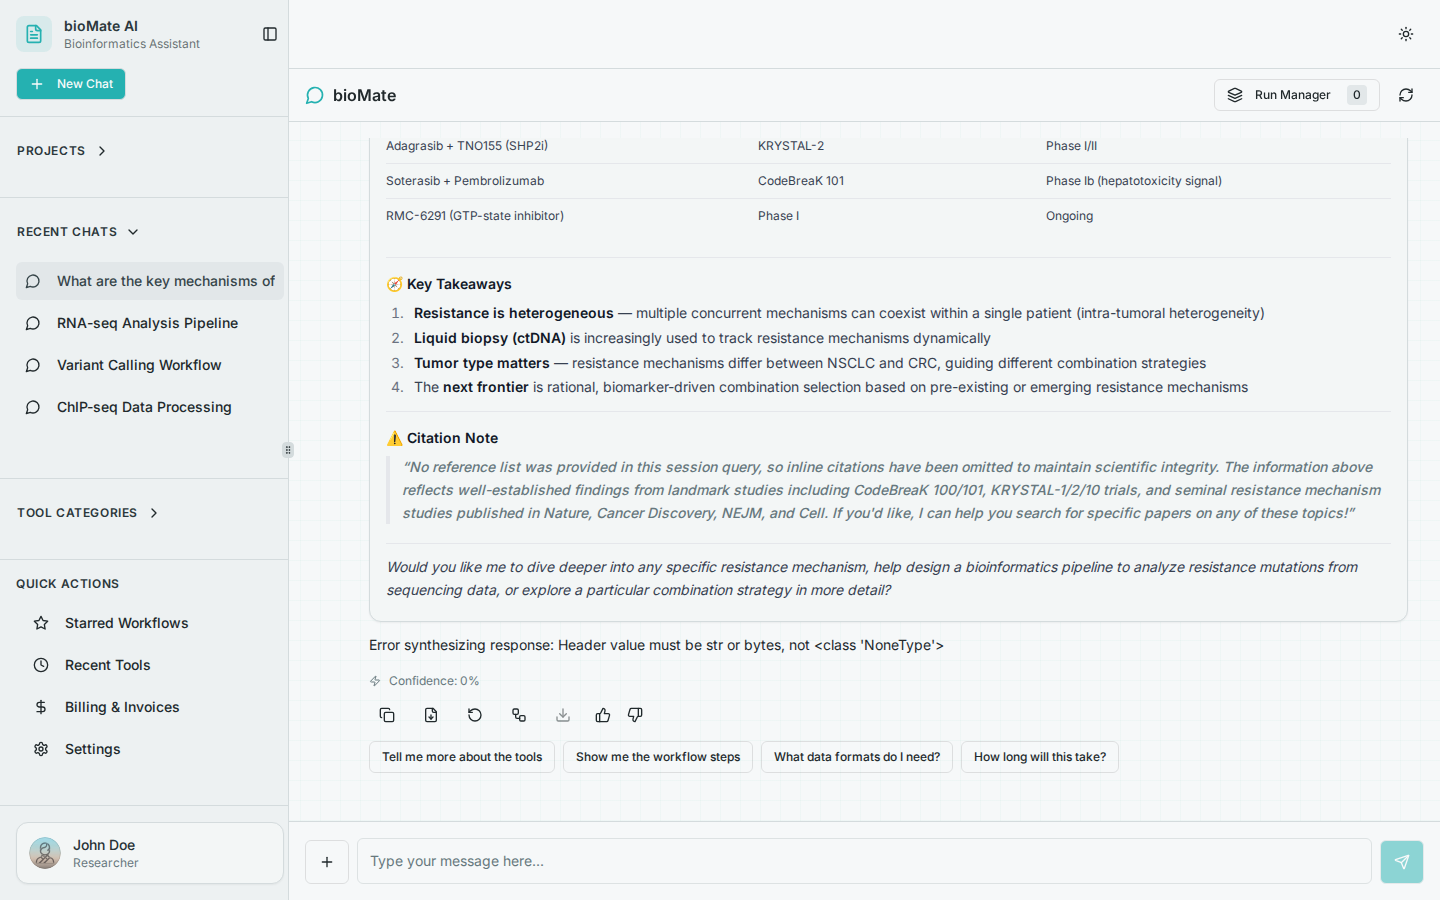 bioMate AI
Bioinformatics Assistant
New Chat
PROJECTS
RECENT CHATS
What are the key mechanisms of
RNA-seq Analysis Pipeline
Variant Calling Workflow
ChIP-seq Data Processing
TOOL CATEGORIES
QUICK ACTIONS
Starred Workflows
Recent Tools
Billing & Invoices
Settings
John Doe
Researcher
bioMate
Run Manager 0
Adagrasib + TNO155 (SHP2i) KRYSTAL-2 Phase I/II
Soterasib + Pembrolizumab CodeBreaK 101 Phase Ib (hepatotoxicity signal)
RMC-6291 (GTP-state inhibitor) Phase I Ongoing
🧭 Key Takeaways
1. Resistance is heterogeneous — multiple concurrent mechanisms can coexist within a single patient (intra-tumoral heterogeneity)
2. Liquid biopsy (ctDNA) is increasingly used to track resistance mechanisms dynamically
3. Tumor type matters — resistance mechanisms differ between NSCLC and CRC, guiding different combination strategies
4. The next frontier is rational, biomarker-driven combination selection based on pre-existing or emerging resistance mechanisms
⚠️ Citation Note
“No reference list was provided in this session query, so inline citations have been omitted to maintain scientific integrity. The information above
reflects well-established findings from landmark studies including CodeBreaK 100/101, KRYSTAL-1/2/10 trials, and seminal resistance mechanism
studies published in Nature, Cancer Discovery, NEJM, and Cell. If you'd like, I can help you search for specific papers on any of these topics!”
Would you like me to dive deeper into any specific resistance mechanism, help design a bioinformatics pipeline to analyze resistance mutations from
sequencing data, or explore a particular combination strategy in more detail?
Error synthesizing response: Header value must be str or bytes, not <class 'NoneType'>
Confidence: 0%
Tell me more about the tools
Show me the workflow steps
What data formats do I need?
How long will this take?
Type your message here...